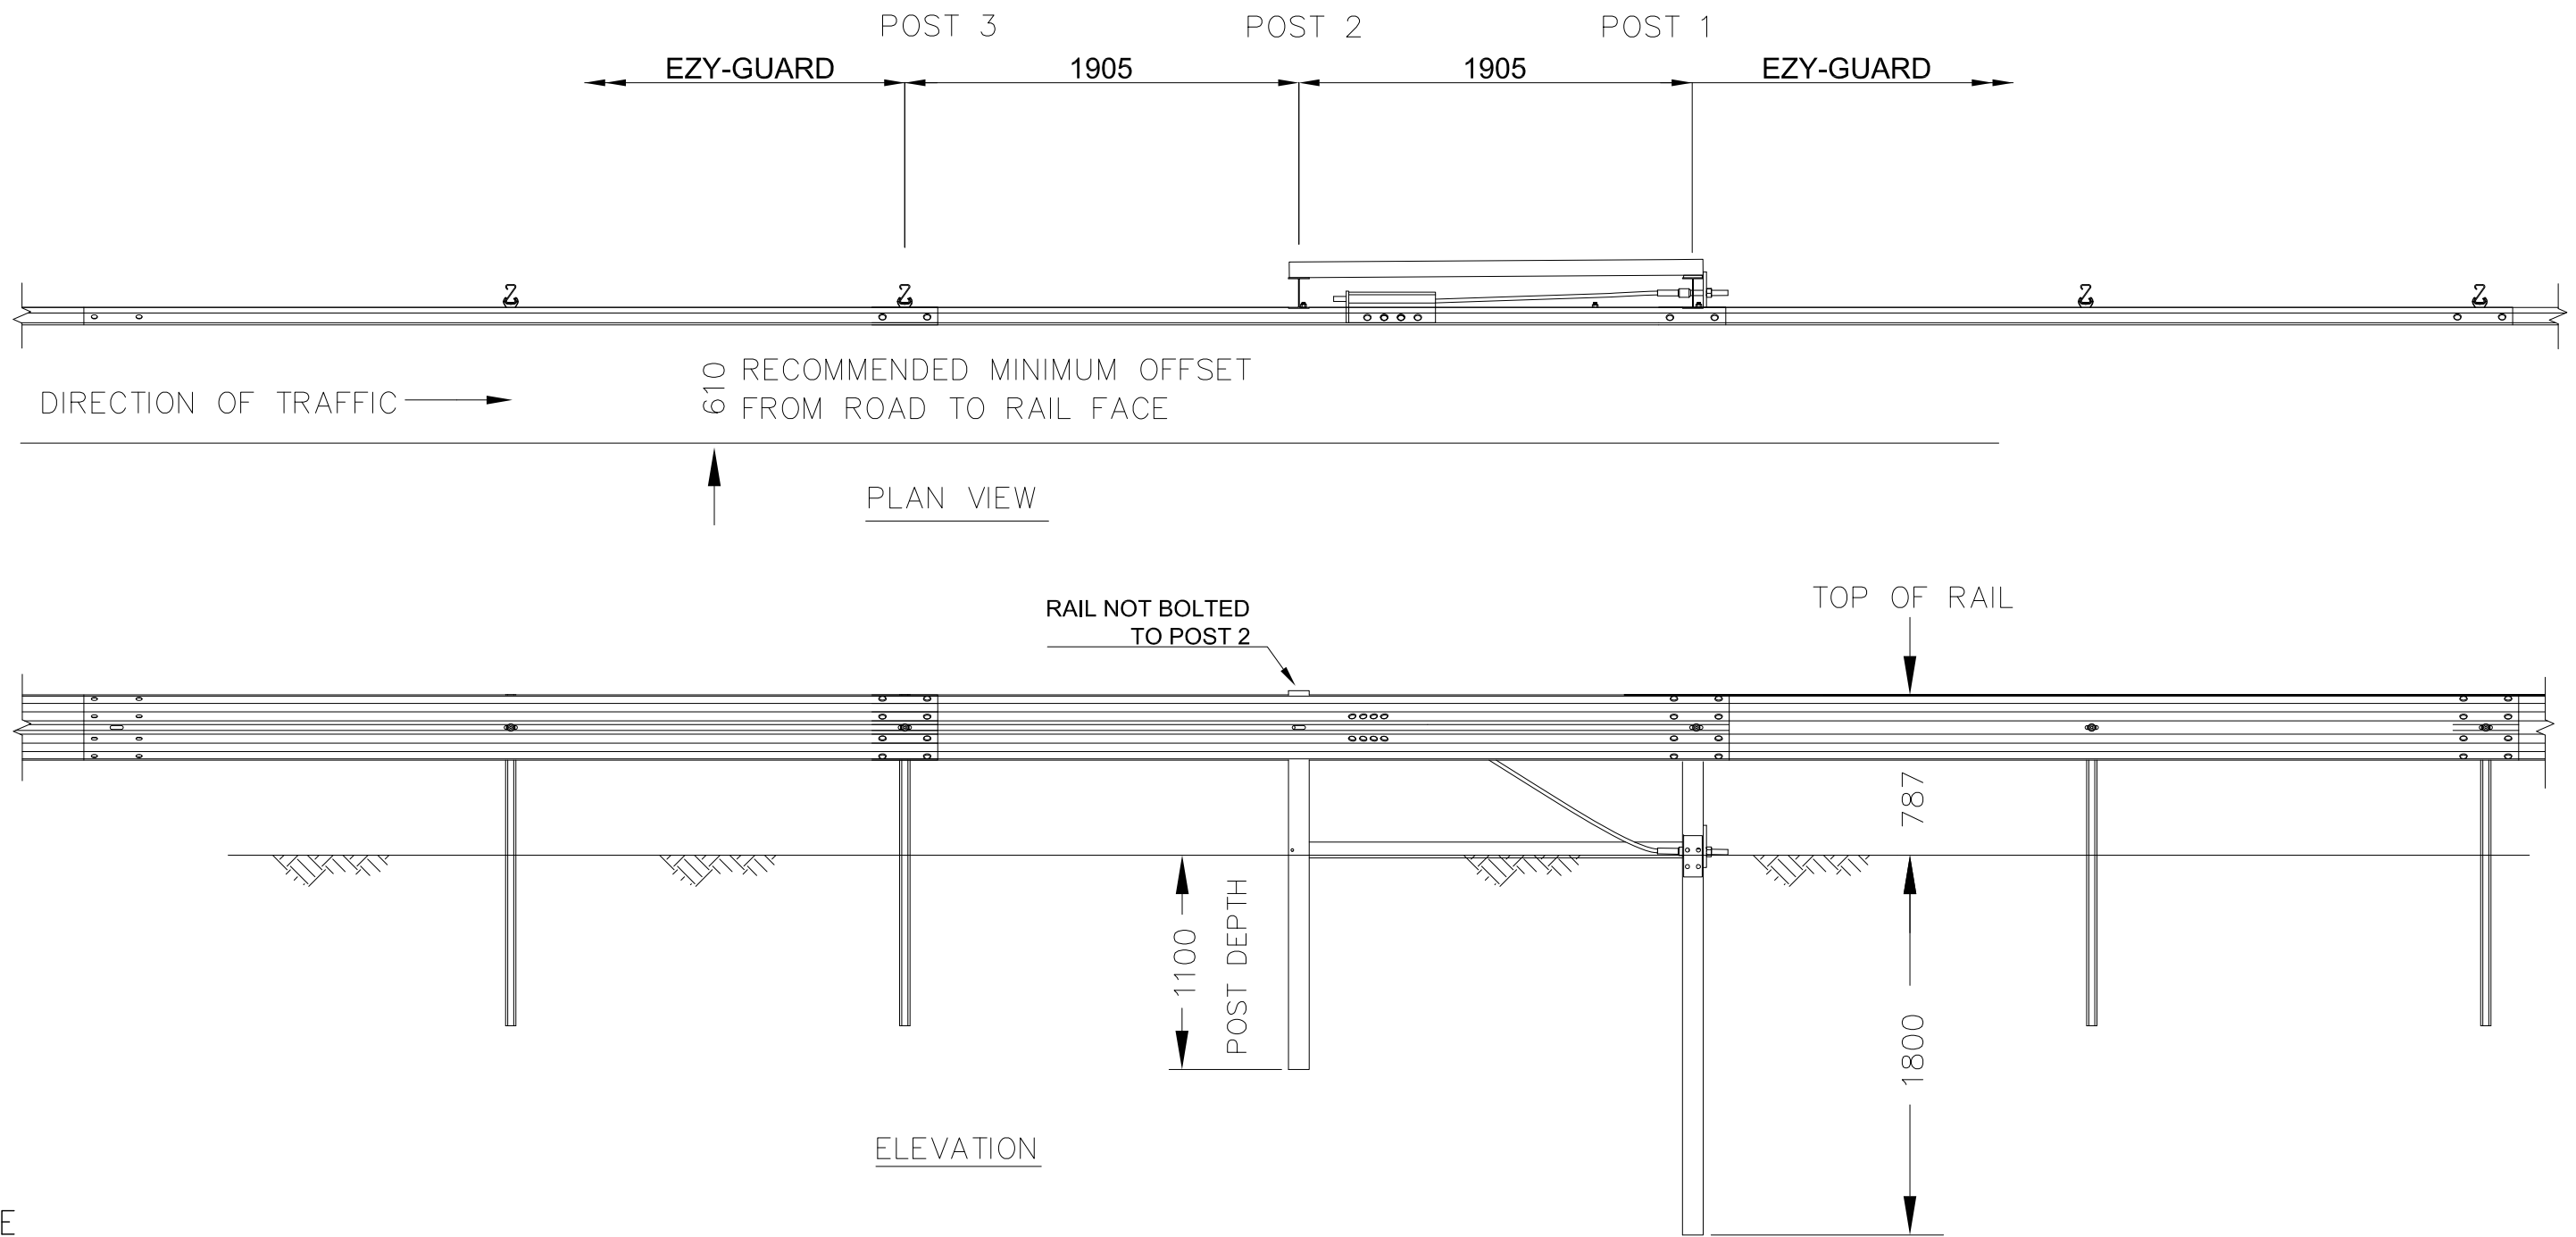 POST 3
POST 2
POST 1
EZY-GUARD
1905
1905
EZY-GUARD
610
RECOMMENDED MINIMUM OFFSET
FROM ROAD TO RAIL FACE
DIRECTION OF TRAFFIC
PLAN VIEW
RAIL NOT BOLTED
TO POST 2
TOP OF RAIL
787
1100
POST DEPTH
1800
ELEVATION
E